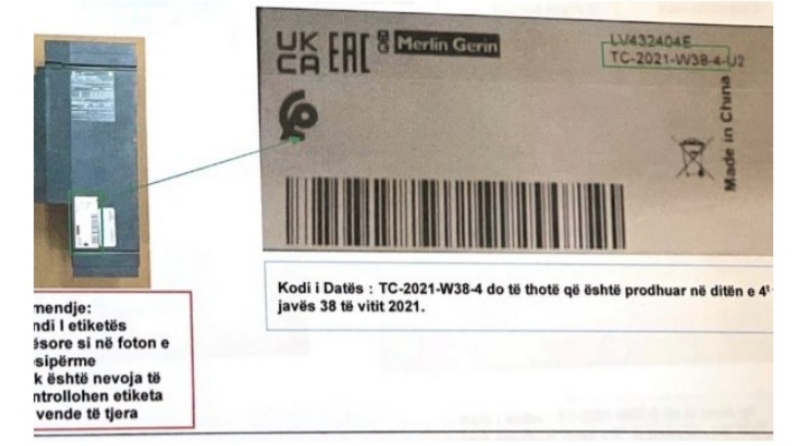 UK
CA
EAC
Merlin Gerin
LV432404E
TC-2021-W38-4-U2
Made in China
Kodi i Datës : TC-2021-W38-4 do të thotë që është prodhuar në ditën e 4
javës 38 të vitit 2021.
mendje:
ndi I etiketës
ësore si në foton e
sipërme
k është nevoja të
ntrollohen etiketa
vende të tjera